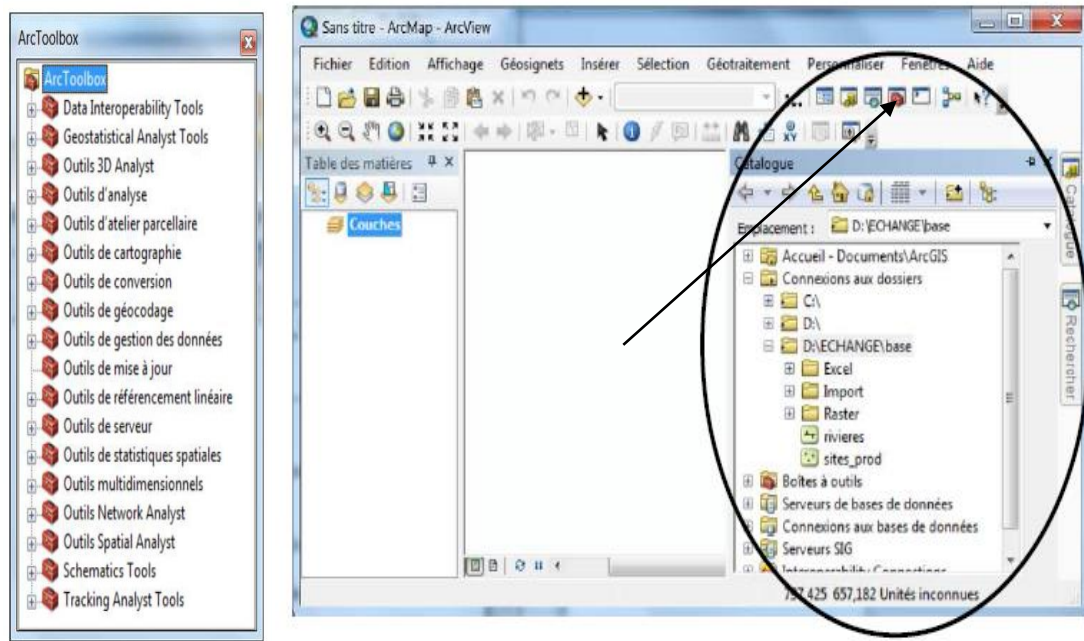 ArcToolbox
ArcToolbox
Data Interoperability Tools
Geostatistical Analyst Tools
Outils 3D Analyst
Outils d'analyse
Outils d'atelier parcellaire
Outils de cartographie
Outils de conversion
Outils de géocodage
Outils de gestion des données
Outils de mise à jour
Outils de référencement linéaire
Outils de serveur
Outils de statistiques spatiales
Outils multidimensionnels
Outils Network Analyst
Outils Spatial Analyst
Schematics Tools
Tracking Analyst Tools
Sans titre - ArcMap - ArcView
Fichier Edition Affichage Géosignets Insérer Sélection Géotraitement Personnaliser Fenêtres Aide
Table des matières
Couches
Catalogue
Emplacement : D:\ECHANGE\base
Accueil - Documents\ArcGIS
Connexions aux dossiers
C:\
D:\
D:\ECHANGE\base
Excel
Import
Raster
rivieres
sites_prod
Boîtes à outils
Serveurs de bases de données
Connexions aux bases de données
Serveurs SIG
Interoperability Connections
Catalogue
Rechercher
657,182 Unités inconnues